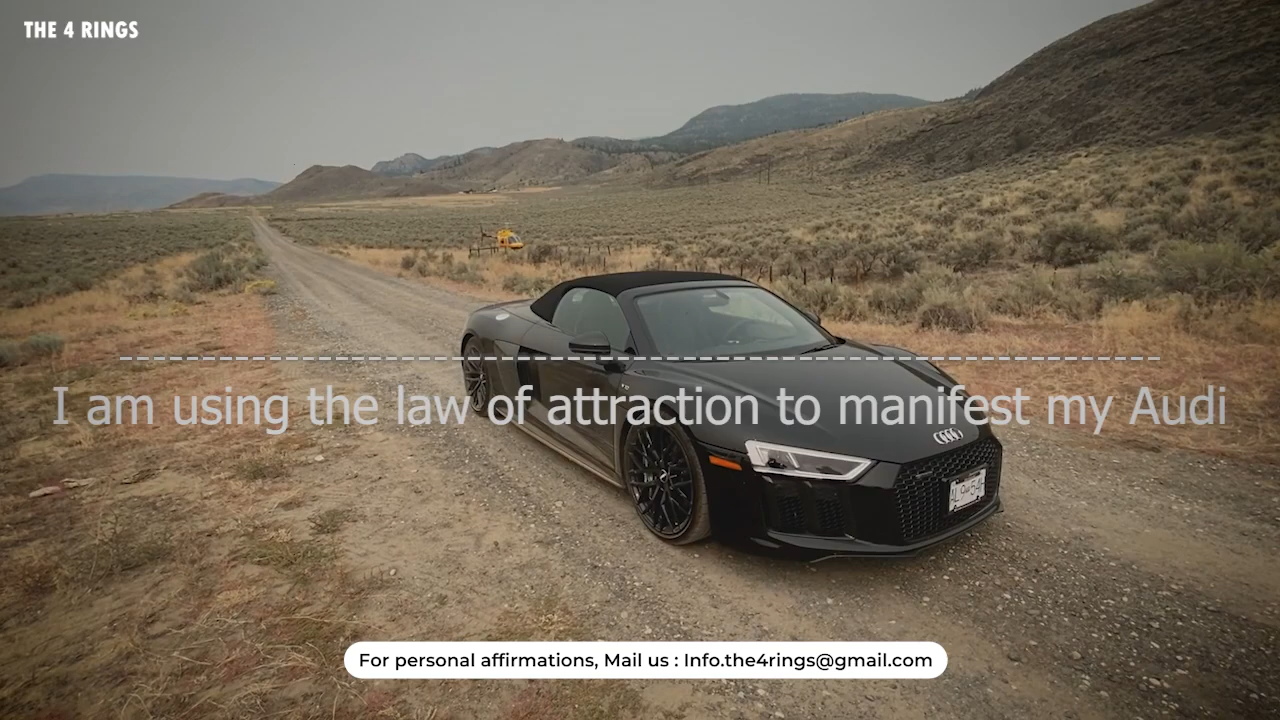 THE 4 RINGS
I am using the law of attraction to manifest my Audi
For personal affirmations, Mail us : Info.the4rings@gmail.com